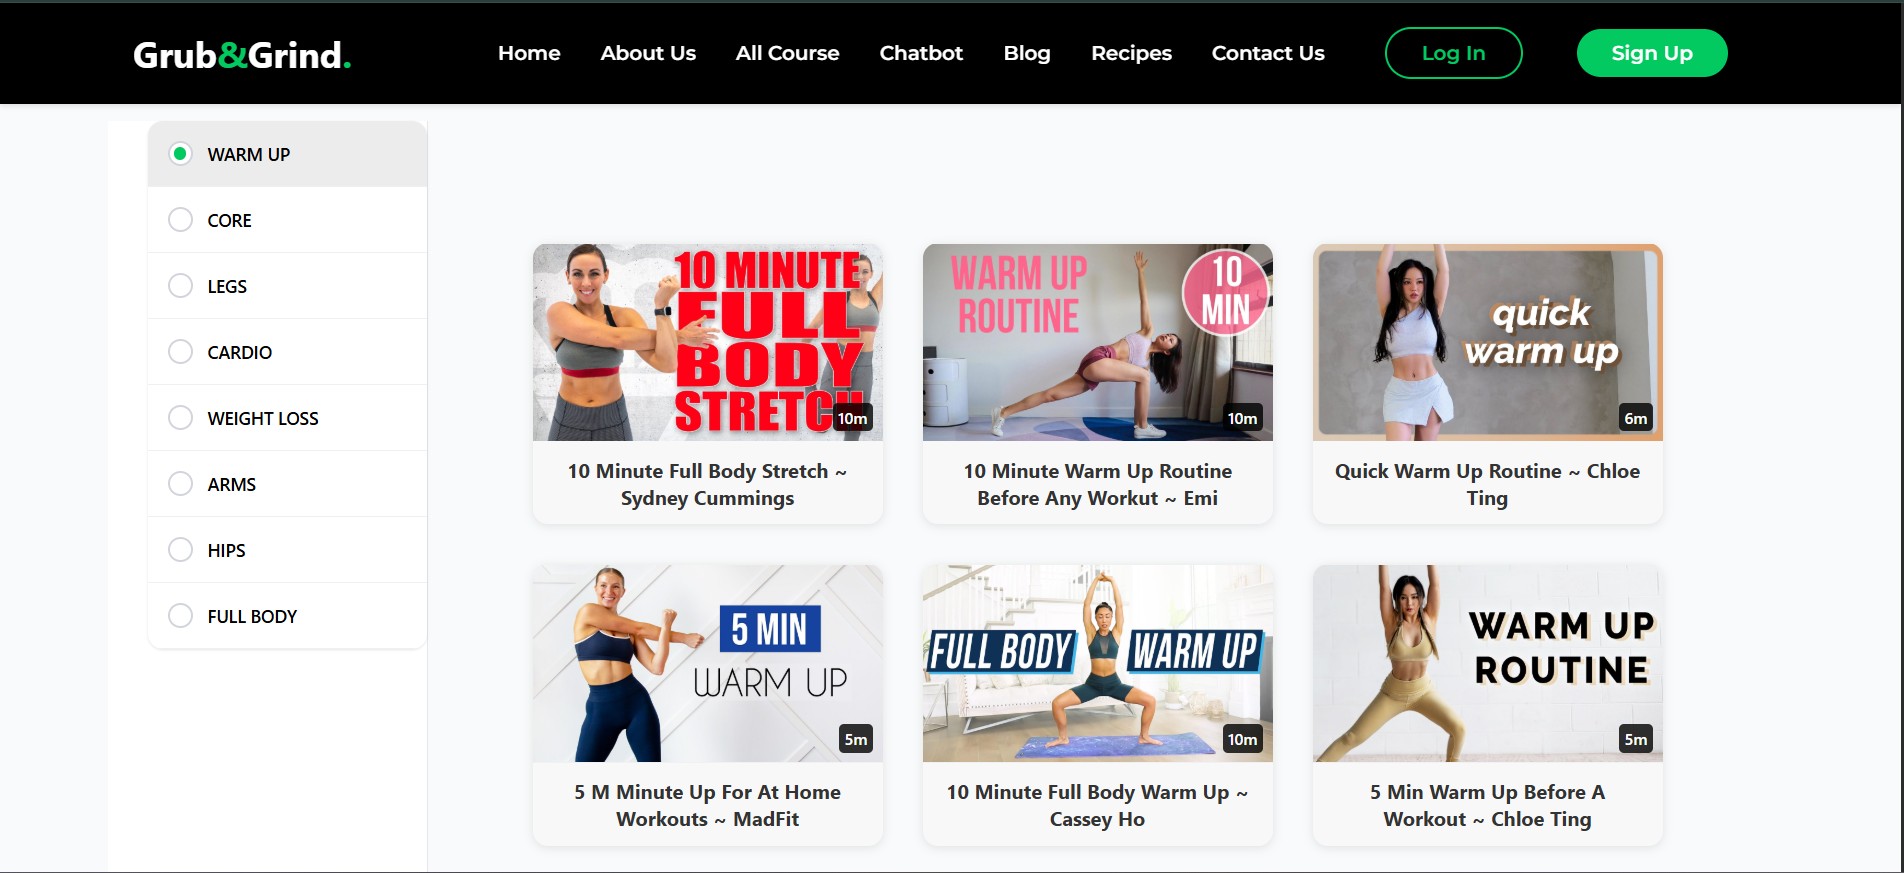 Grub&Grind.
Home
About Us
All Course
Chatbot
Blog
Recipes
Contact Us
Log In
Sign Up
WARM UP
CORE
LEGS
CARDIO
WEIGHT LOSS
ARMS
HIPS
FULL BODY
10 MINUTE
FULL
BODY
STRETCH
10m
10 Minute Full Body Stretch ~
Sydney Cummings
WARM UP
ROUTINE
10
MIN
10m
10 Minute Warm Up Routine
Before Any Workut ~ Emi
quick
warm up
6m
Quick Warm Up Routine ~ Chloe
Ting
5 MIN
WARM UP
5m
5 M Minute Up For At Home
Workouts ~ MadFit
FULL BODY
WARM UP
10m
10 Minute Full Body Warm Up ~
Cassey Ho
WARM UP
ROUTINE
5m
5 Min Warm Up Before A
Workout ~ Chloe Ting